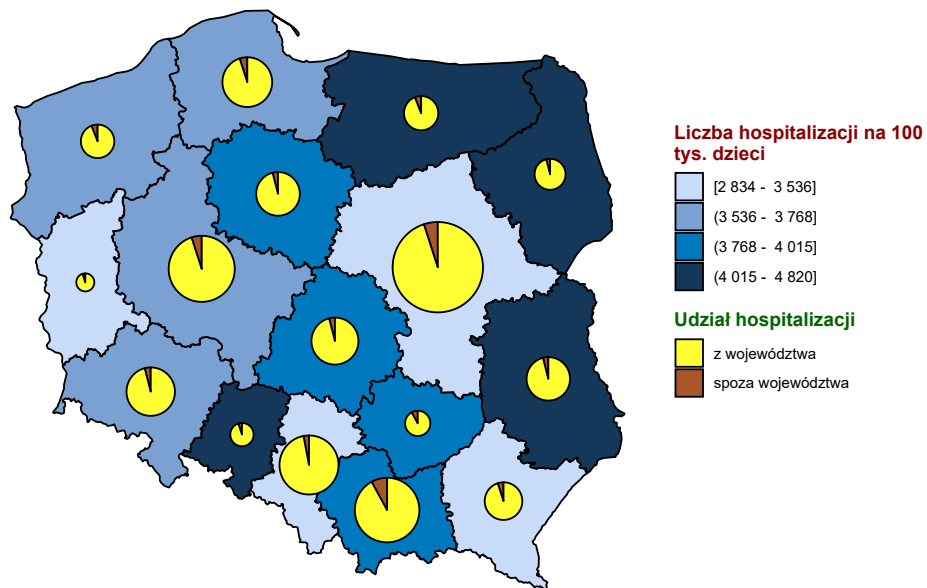 Liczba hospitalizacji na 100
tys. dzieci
[2 834 - 3 536]
(3 536 - 3 768]
(3 768 - 4 015]
(4 015 - 4 820]
Udział hospitalizacji
z województwa
spoza województwa